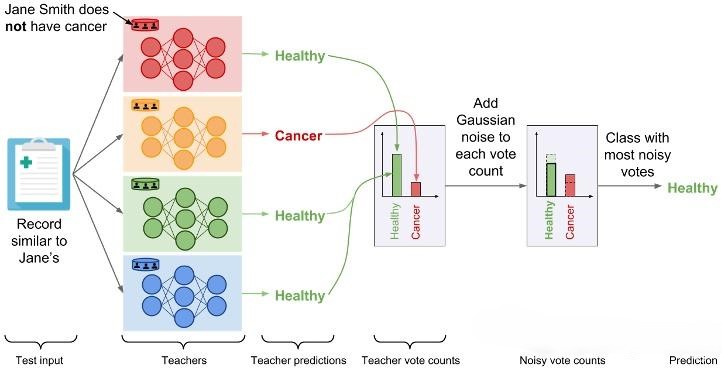 Jane Smith does
not have cancer
Healthy
Cancer
Healthy
Healthy
Record
similar to
Jane's
Healthy
Cancer
Add
Gaussian
noise to
each vote
count
Healthy
Cancer
Class with
most noisy
votes
Healthy
Test input
Teachers
Teacher predictions
Teacher vote counts
Noisy vote counts
Prediction